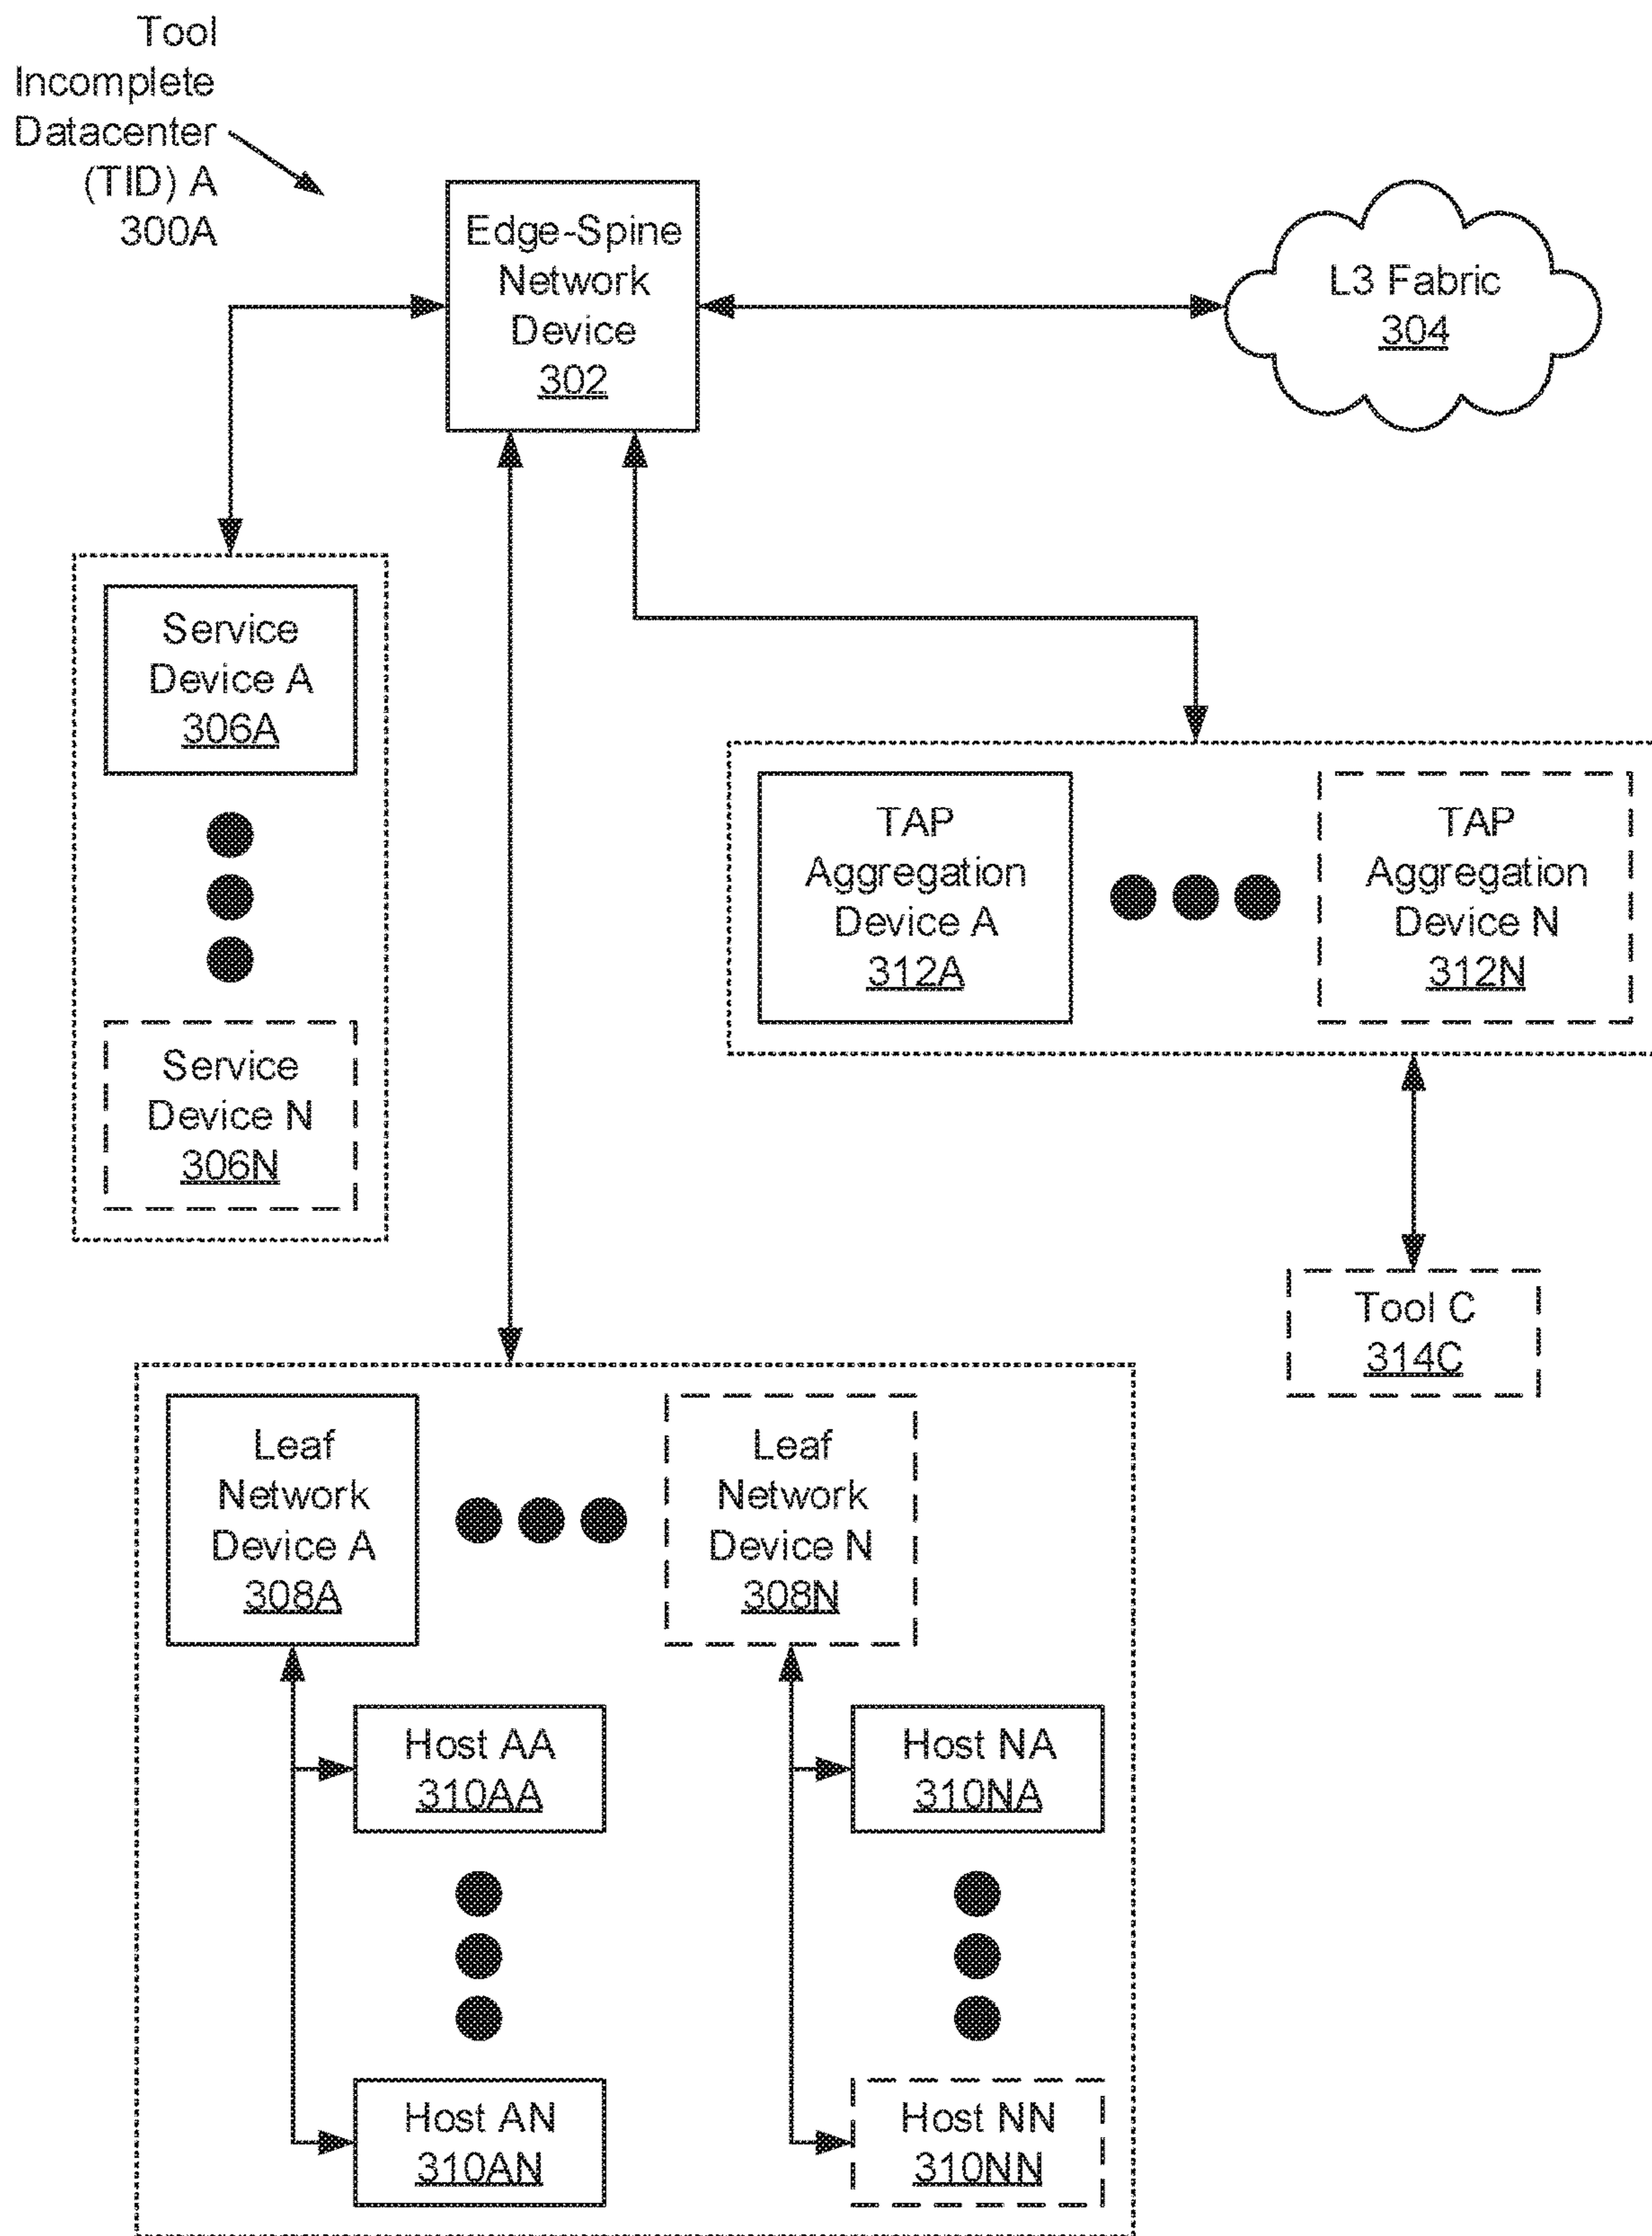 Tool
Incomplete
Datacenter
(TID) A
300A
Edge-Spine
Network
Device
302
L3 Fabric
304
Service
Device A
306A
Service
Device N
306N
TAP
Aggregation
Device A
312A
TAP
Aggregation
Device N
312N
Tool C
314C
Leaf
Network
Device A
308A
Leaf
Network
Device N
308N
Host AA
310AA
Host NA
310NA
Host AN
310AN
Host NN
310NN